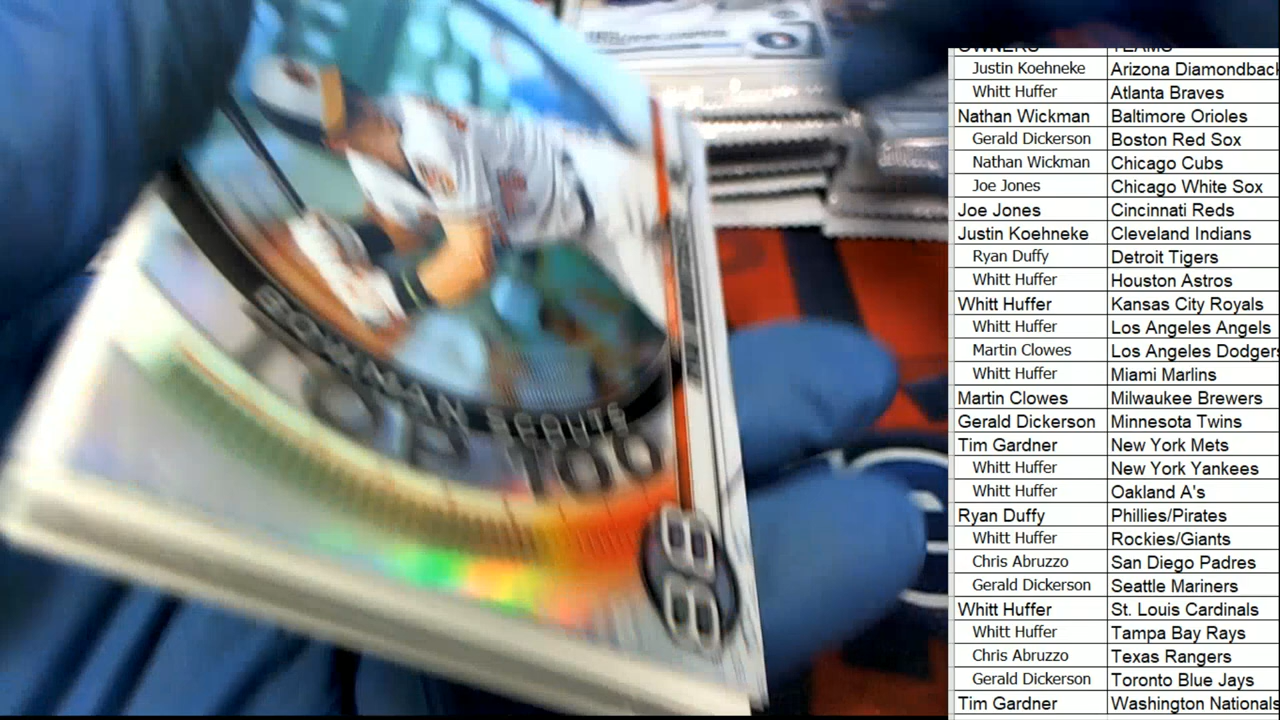 BOWMAN SCOUTS
TOP 100
88
OWNERS TEAMS
Justin Koehneke Arizona Diamondback
Whitt Huffer Atlanta Braves
Nathan Wickman Baltimore Orioles
Gerald Dickerson Boston Red Sox
Nathan Wickman Chicago Cubs
Joe Jones Chicago White Sox
Joe Jones Cincinnati Reds
Justin Koehneke Cleveland Indians
Ryan Duffy Detroit Tigers
Whitt Huffer Houston Astros
Whitt Huffer Kansas City Royals
Whitt Huffer Los Angeles Angels
Martin Clowes Los Angeles Dodgers
Whitt Huffer Miami Marlins
Martin Clowes Milwaukee Brewers
Gerald Dickerson Minnesota Twins
Tim Gardner New York Mets
Whitt Huffer New York Yankees
Whitt Huffer Oakland A's
Ryan Duffy Phillies/Pirates
Whitt Huffer Rockies/Giants
Chris Abruzzo San Diego Padres
Gerald Dickerson Seattle Mariners
Whitt Huffer St. Louis Cardinals
Whitt Huffer Tampa Bay Rays
Chris Abruzzo Texas Rangers
Gerald Dickerson Toronto Blue Jays
Tim Gardner Washington Nationals